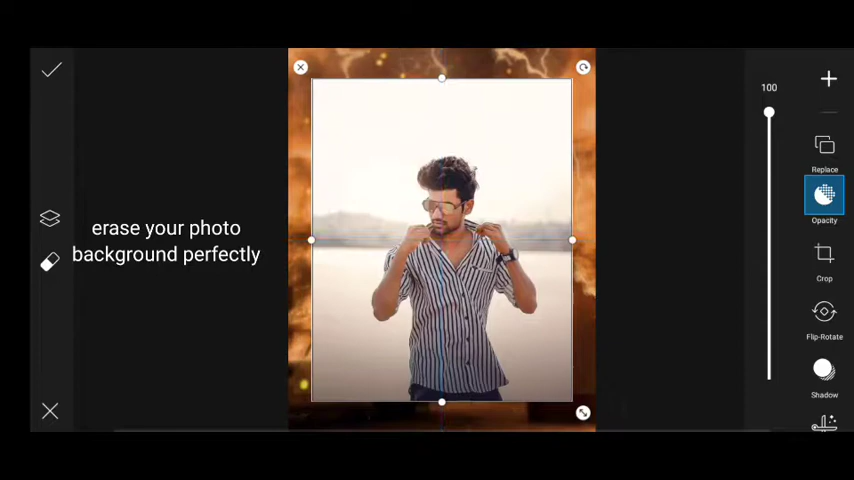 erase your photo
background perfectly
100
Replace
Opacity
Crop
Flip-Rotate
Shadow